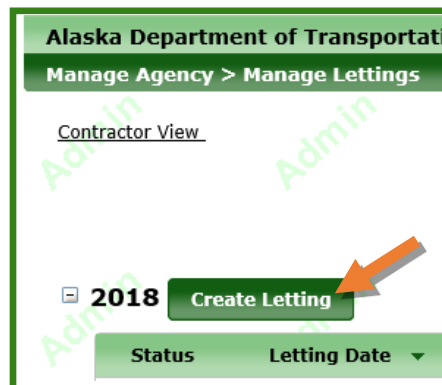 Alaska Department of Transportati
Manage Agency > Manage Lettings
Admin
Admin
Contractor View
Admin
Admin
2018 Create Letting
Status Letting Date